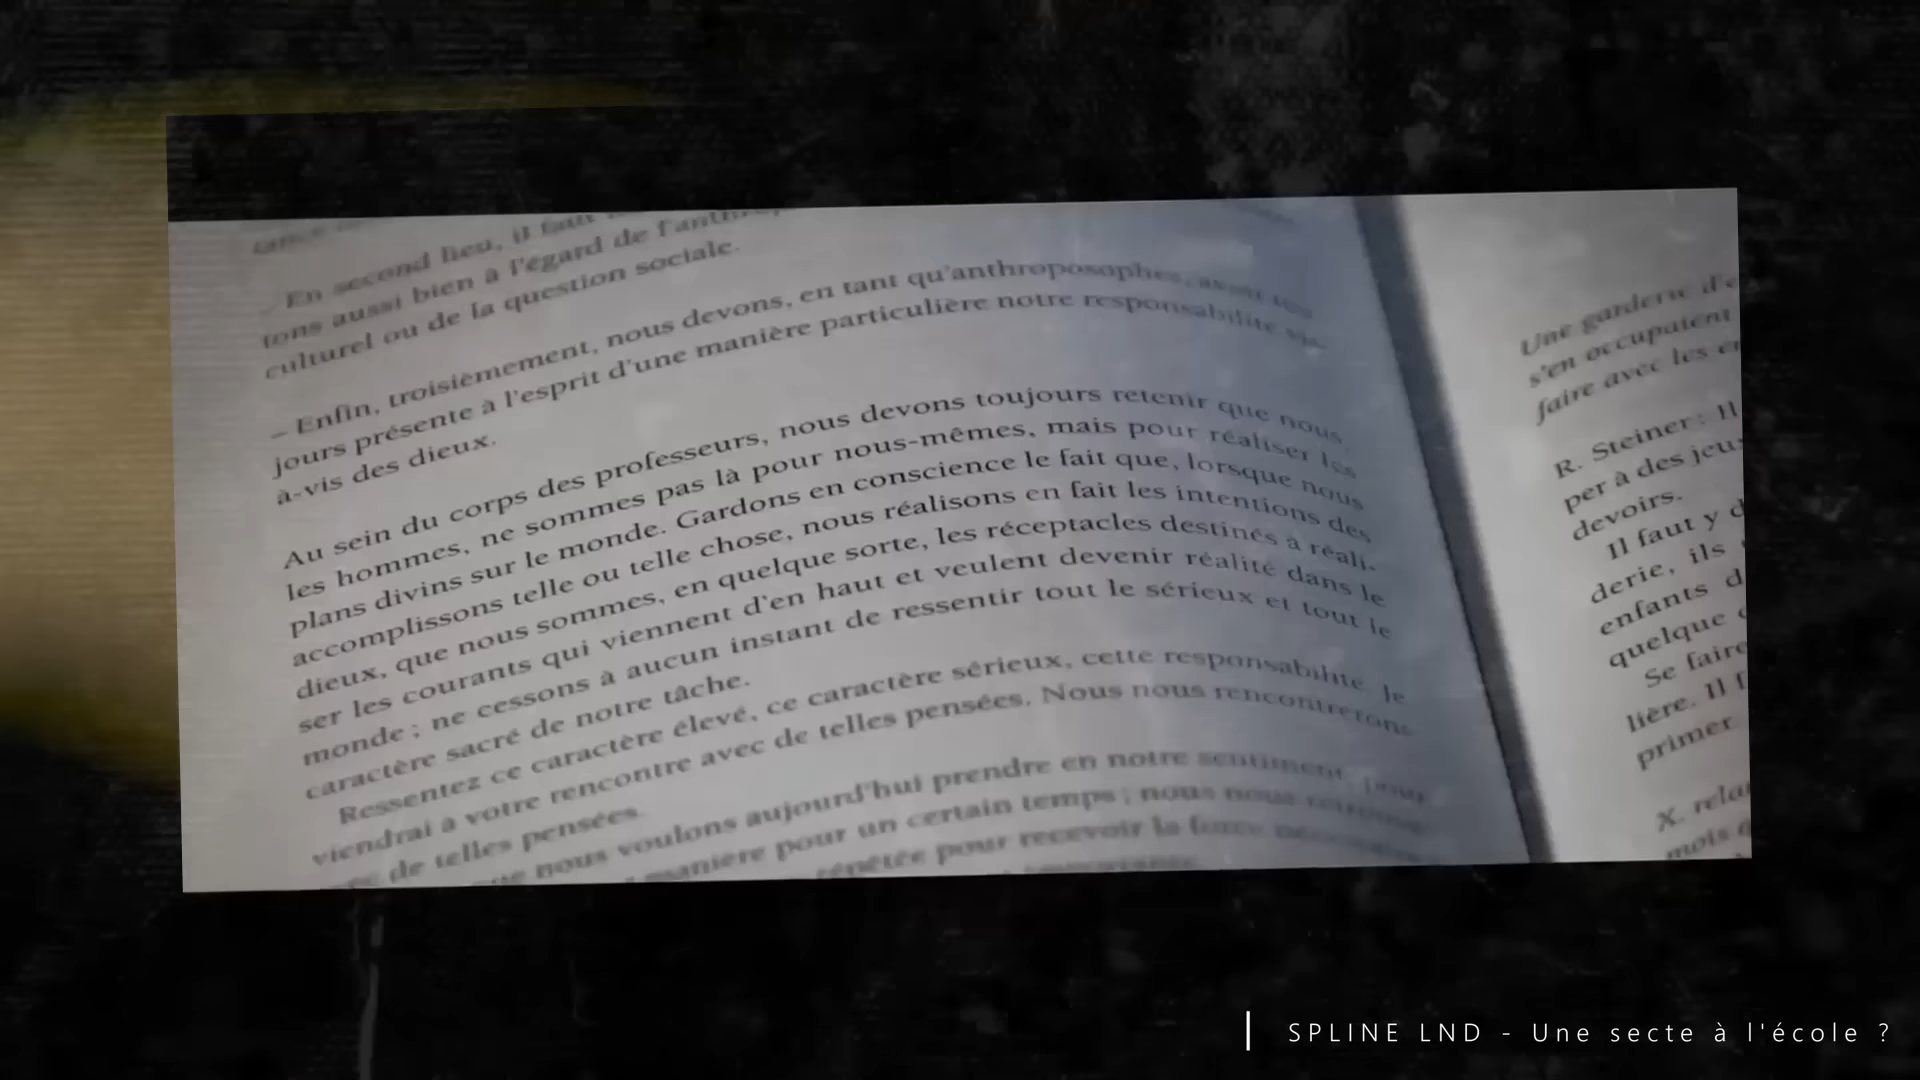 – En second lieu, il faut
tons aussi bien à l'égard de
culturel ou de la question sociale.
– Enfin, troisièmement, nous devons, en tant qu'anthroposophes, avoir tou-
jours présente à l'esprit d'une manière particulière notre responsabilité vis-
à-vis des dieux.
Au sein du corps des professeurs, nous devons toujours retenir que nous,
les hommes, ne sommes pas là pour nous-mêmes, mais pour réaliser les
plans divins sur le monde. Gardons en conscience le fait que, lorsque nous
accomplissons telle ou telle chose, nous réalisons en fait les intentions des
dieux, que nous sommes, en quelque sorte, les réceptacles destinés à réali-
ser les courants qui viennent d'en haut et veulent devenir réalité dans le
monde ; ne cessons à aucun instant de ressentir tout le sérieux et tout le
caractère sacré de notre tâche.
Ressentez ce caractère élevé, ce caractère sérieux, cette responsabilité. Je
viendrai à votre rencontre avec de telles pensées. Nous nous rencontrerons
de telles pensées.
nous voulons aujourd'hui prendre en notre sentiment, pour
manière pour un certain temps ; nous nous
pour recevoir la force
Une garderie
s'en occupaient
faire avec les
R. Steiner : Il
per à des
devoirs.
Il faut y
derie, ils
enfants
quelque
Se faire
lière. Il
primer
X.
mois
SPLINE LND - Une secte à l'école ?